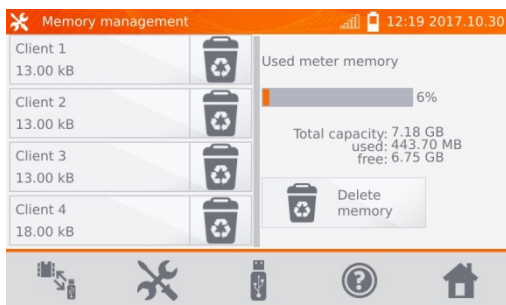 Memory management
12:19 2017.10.30
Client 1
13.00 kB
Client 2
13.00 kB
Client 3
13.00 kB
Client 4
18.00 kB
Used meter memory
6%
Total capacity: 7.18 GB
used: 443.70 MB
free: 6.75 GB
Delete
memory
?